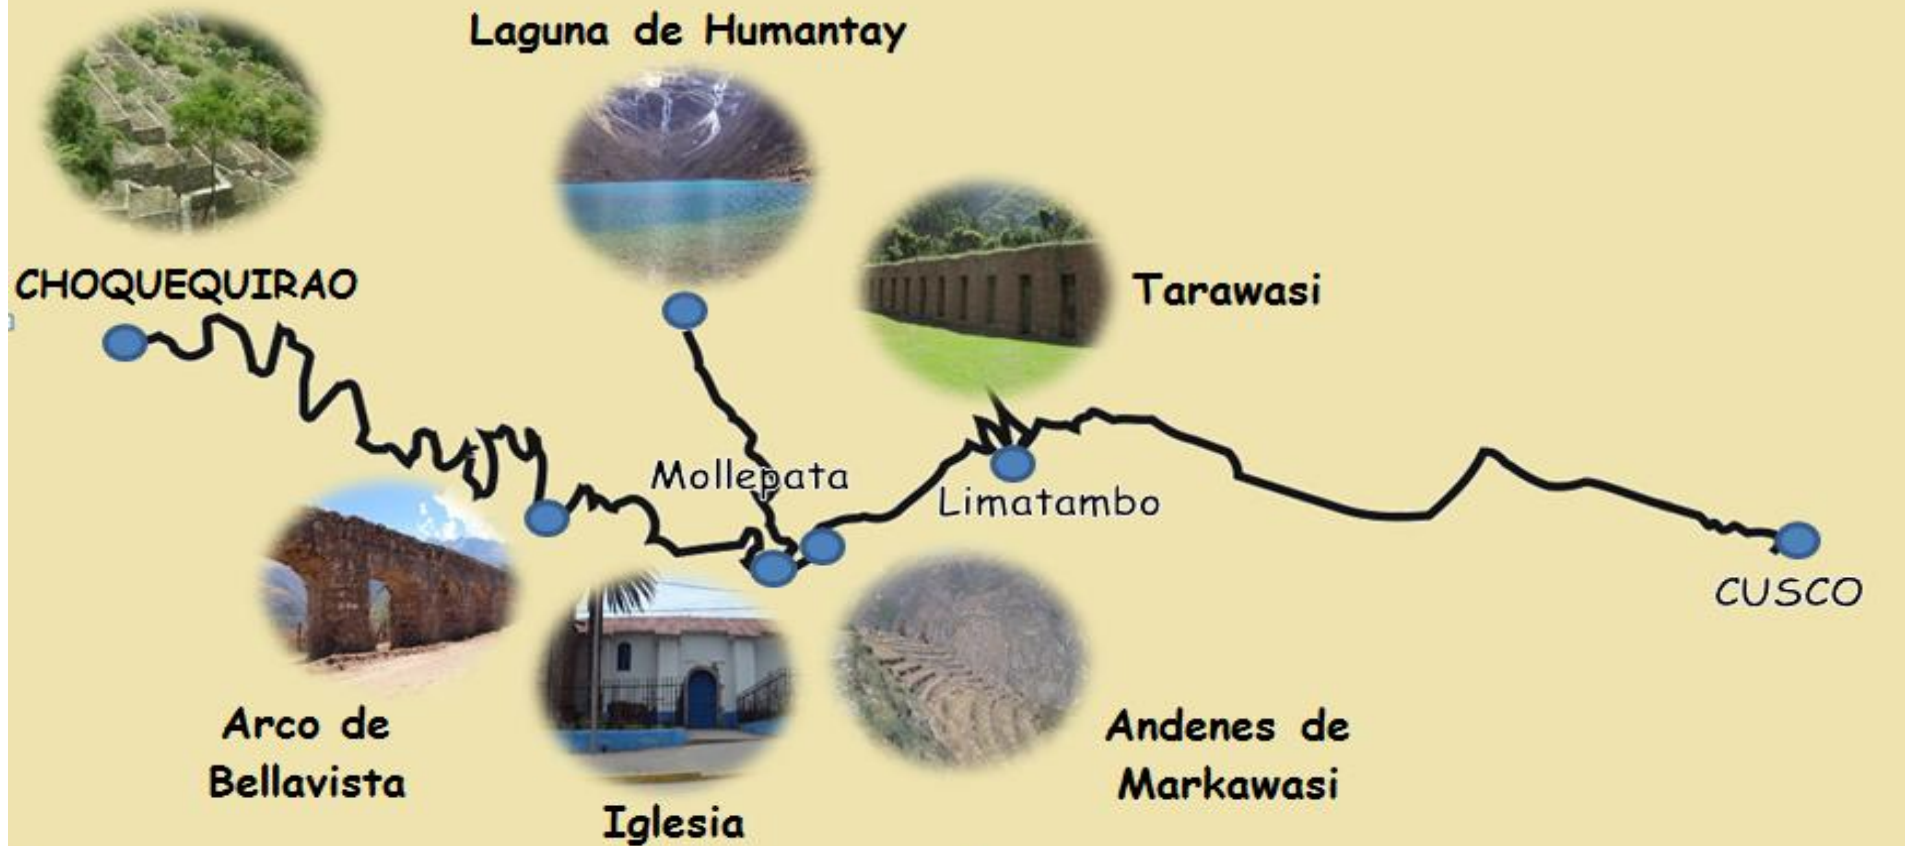 Laguna de Humantay
CHOQUEQUIRAO
Tarawasi
Mollepata
Limatambo
CUSCO
Arco de
Bellavista
Iglesia
Andenes de
Markawasi